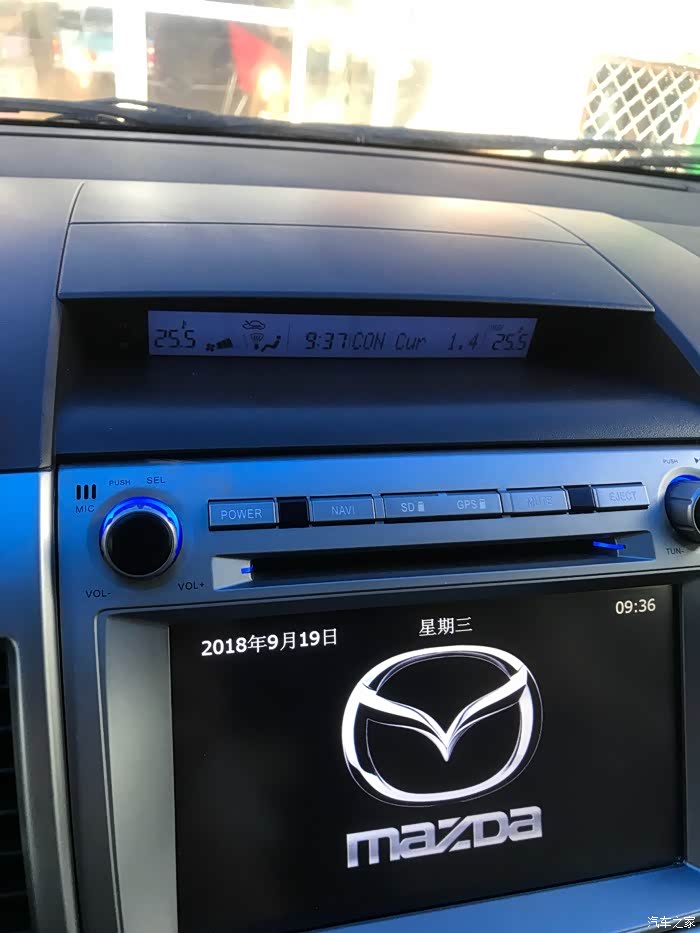 25.5 9:37 CON Cur 1.4 25.5
PUSH SEL
MIC
POWER NAVI SD GPS MUTE EJECT
PUSH
VOL- VOL+
TUN-
2018年9月19日 星期三 09:36
mazda
汽车之家